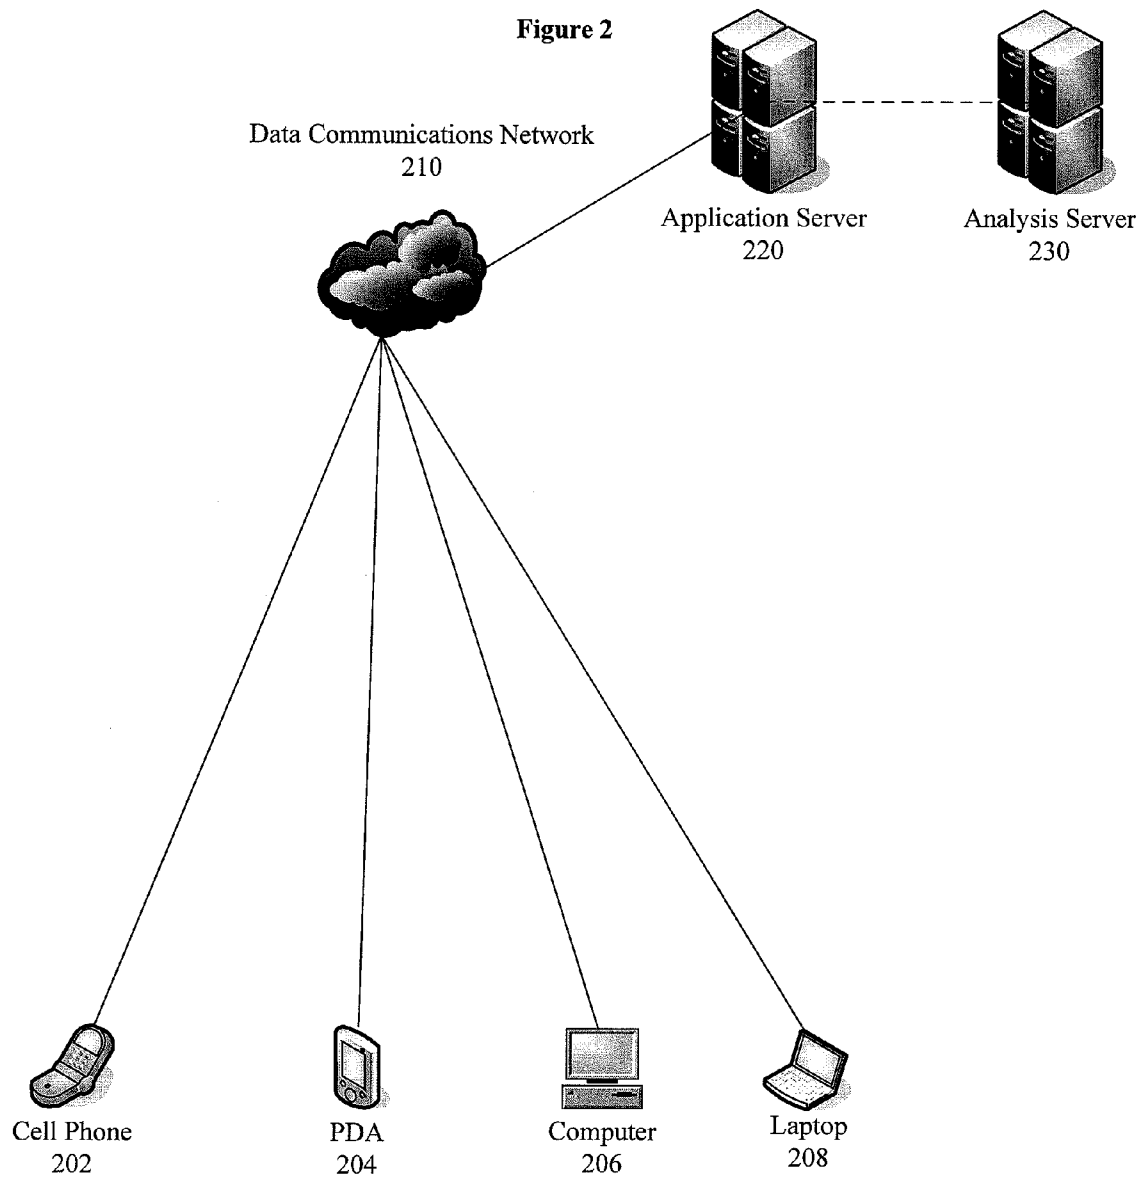 Figure 2
Data Communications Network
210
Application Server
220
Analysis Server
230
Cell Phone
202
PDA
204
Computer
206
Laptop
208